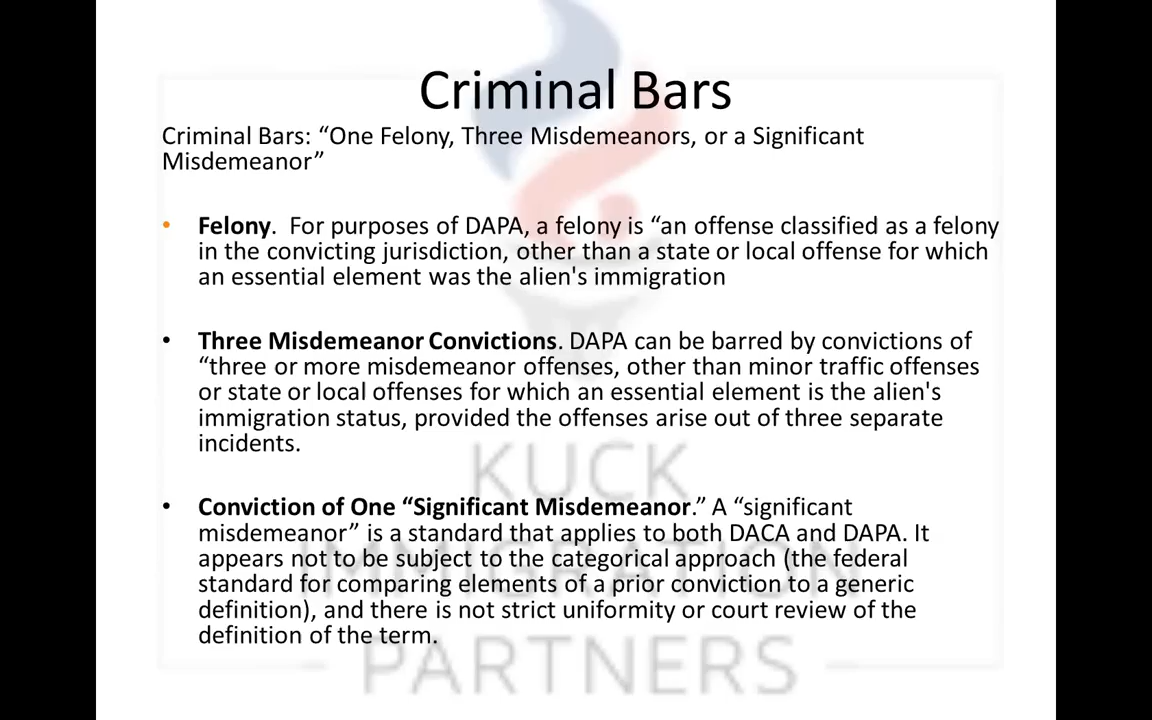 Criminal Bars
Criminal Bars: “One Felony, Three Misdemeanors, or a Significant
Misdemeanor”
• Felony.  For purposes of DAPA, a felony is “an offense classified as a felony
in the convicting jurisdiction, other than a state or local offense for which
an essential element was the alien's immigration
• Three Misdemeanor Convictions. DAPA can be barred by convictions of
“three or more misdemeanor offenses, other than minor traffic offenses
or state or local offenses for which an essential element is the alien's
immigration status, provided the offenses arise out of three separate
incidents.
• Conviction of One “Significant Misdemeanor.” A “significant
misdemeanor” is a standard that applies to both DACA and DAPA. It
appears not to be subject to the categorical approach (the federal
standard for comparing elements of a prior conviction to a generic
definition), and there is not strict uniformity or court review of the
definition of the term.
KUCK
IMMIGRATION
PARTNERS